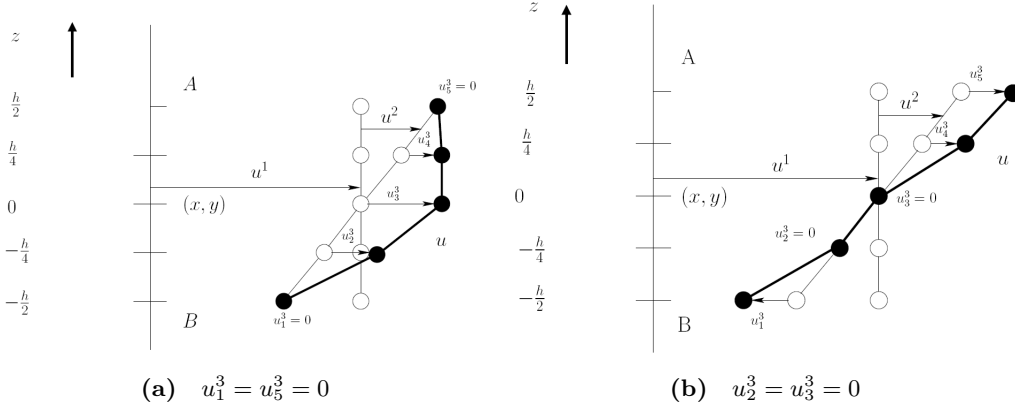 z
A
u_5^3 = 0
h/2
u^2
u_4^3
h/4
u^1
u_3^3
0
(x, y)
u_2^3
u
-h/4
-h/2
B
u_1^3 = 0
(a) u_1^3 = u_5^3 = 0
z
A
u_5^3
h/2
u^2
u_4^3
h/4
u^1
u
0
(x, y)
u_3^3 = 0
u_2^3 = 0
-h/4
-h/2
B
u_1^3
(b) u_2^3 = u_3^3 = 0